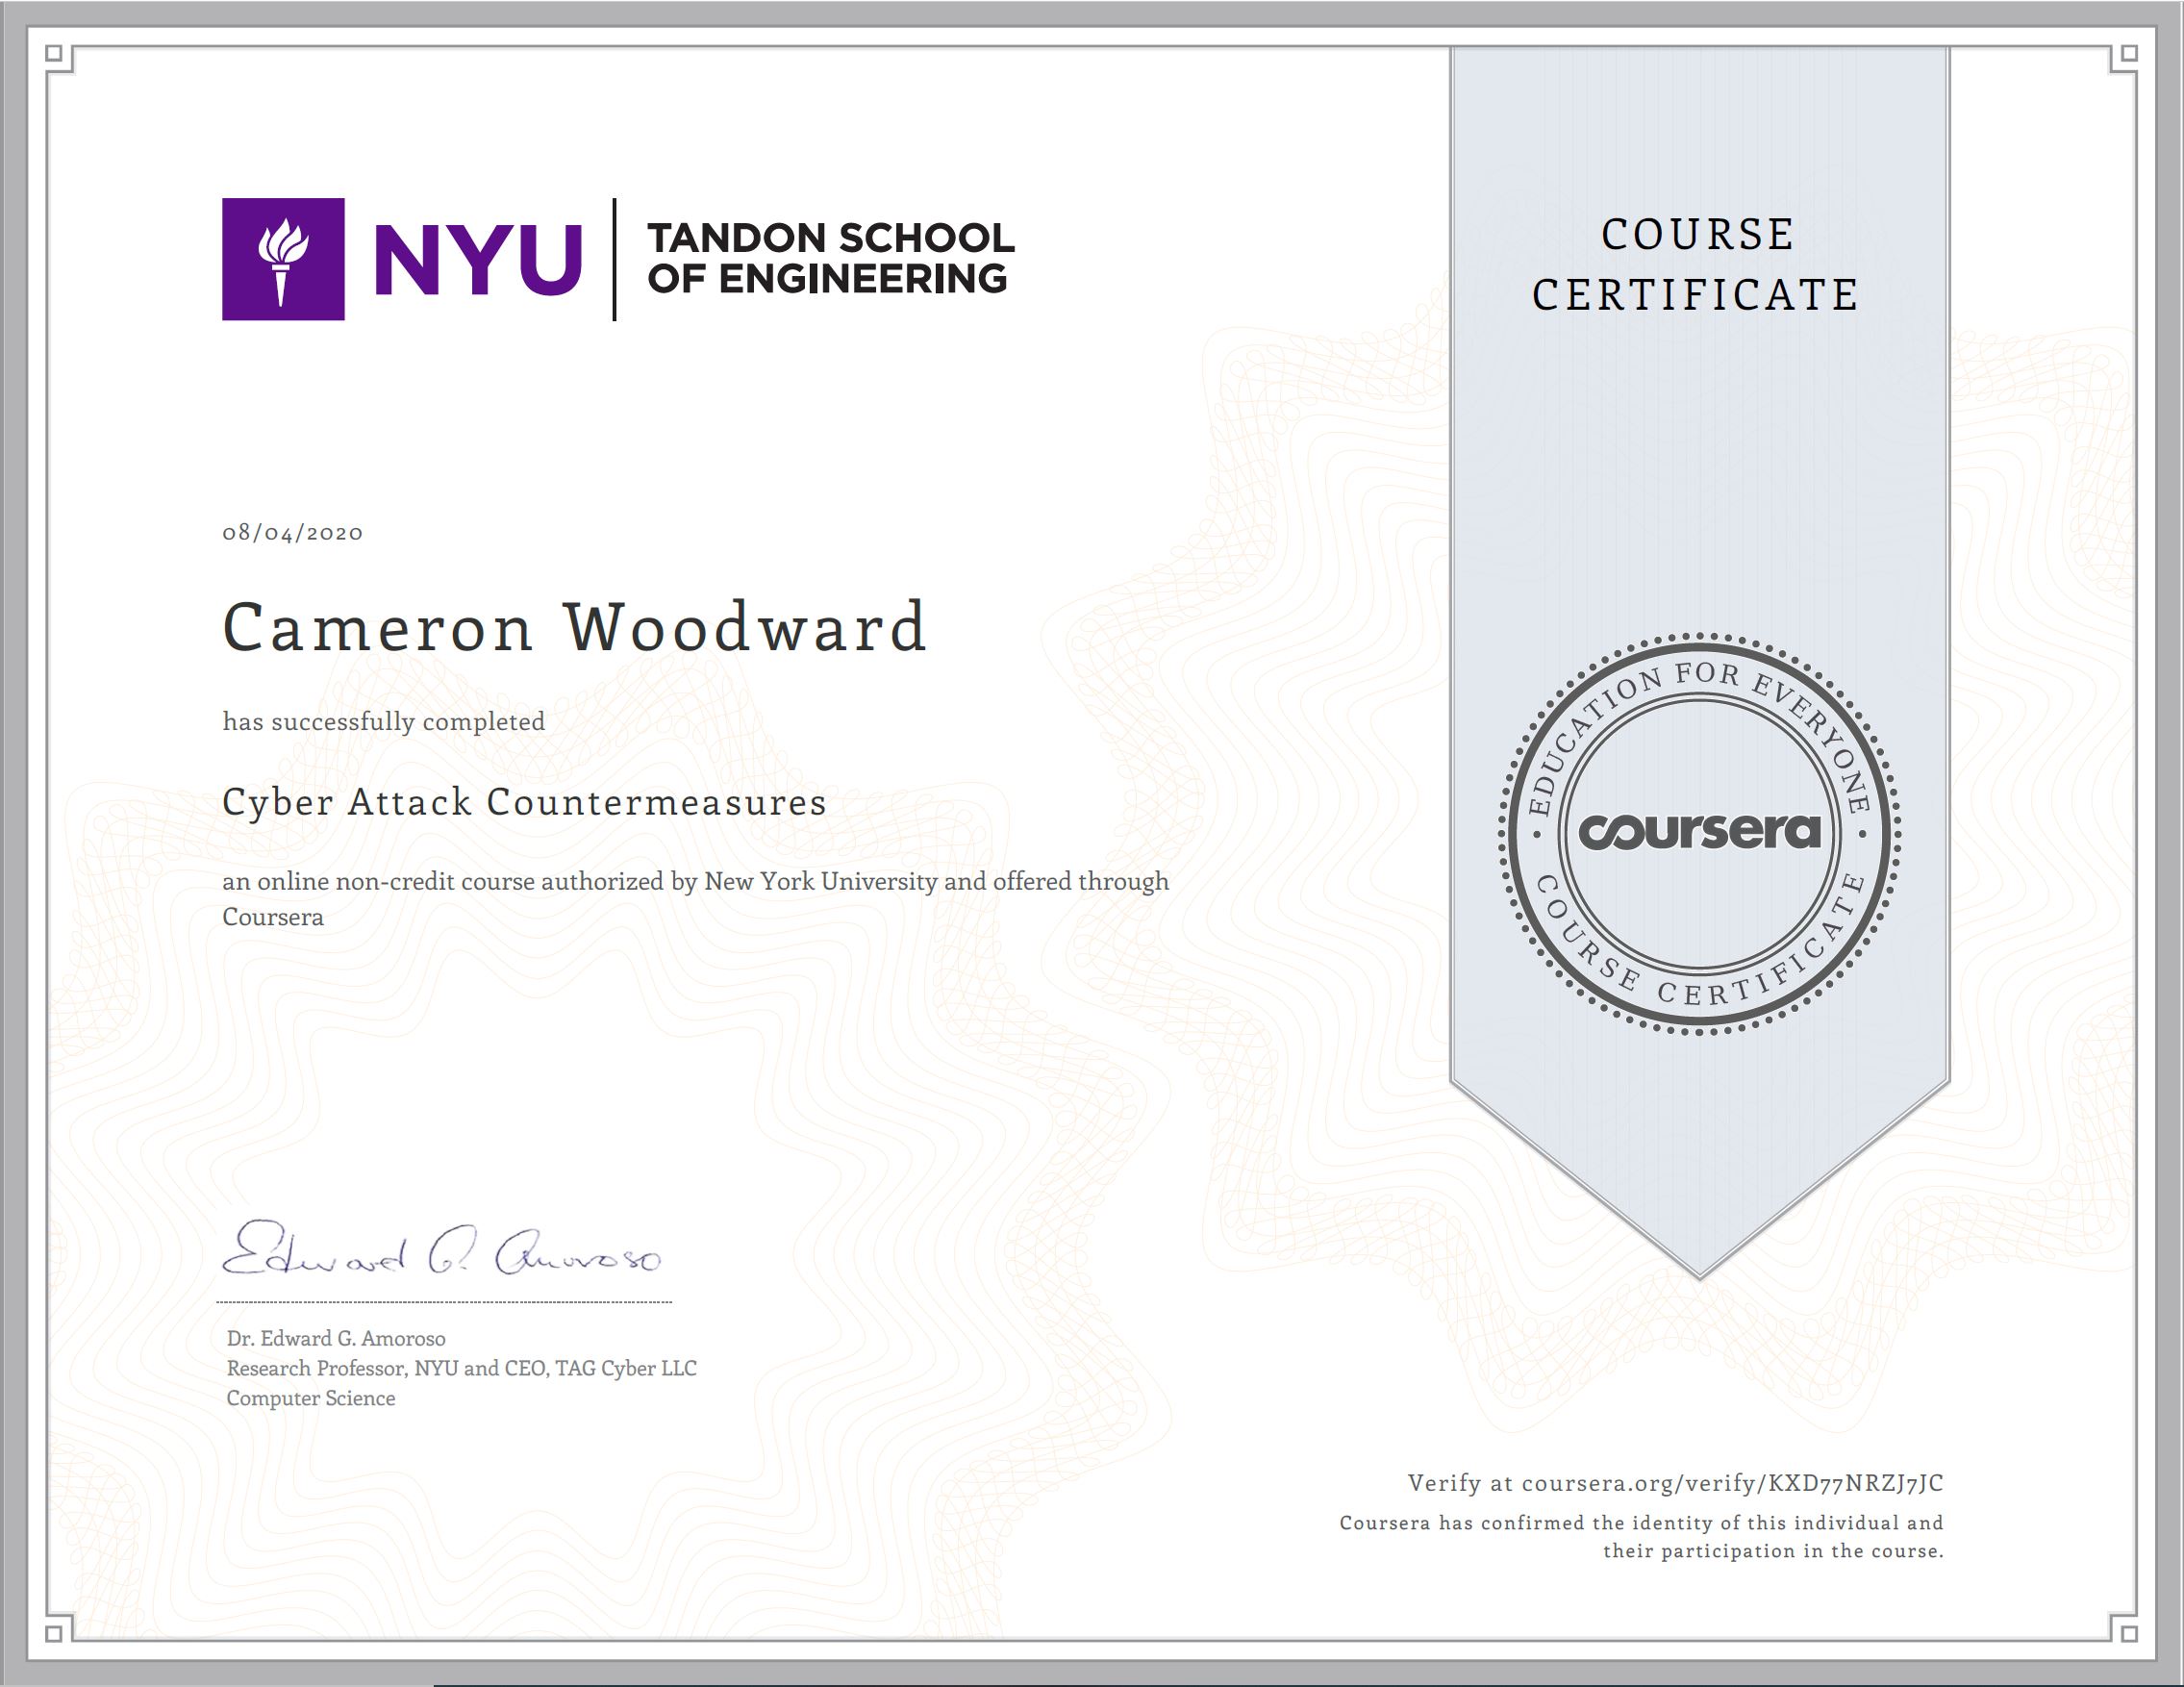 NYU
TANDON SCHOOL
OF ENGINEERING
COURSE
CERTIFICATE
08/04/2020
Cameron Woodward
has successfully completed
Cyber Attack Countermeasures
an online non-credit course authorized by New York University and offered through
Coursera
EDUCATION FOR EVERYONE
coursera
COURSE CERTIFICATE
Edward G. Amoroso
Dr. Edward G. Amoroso
Research Professor, NYU and CEO, TAG Cyber LLC
Computer Science
Verify at coursera.org/verify/KXD77NRZJ7JC
Coursera has confirmed the identity of this individual and
their participation in the course.